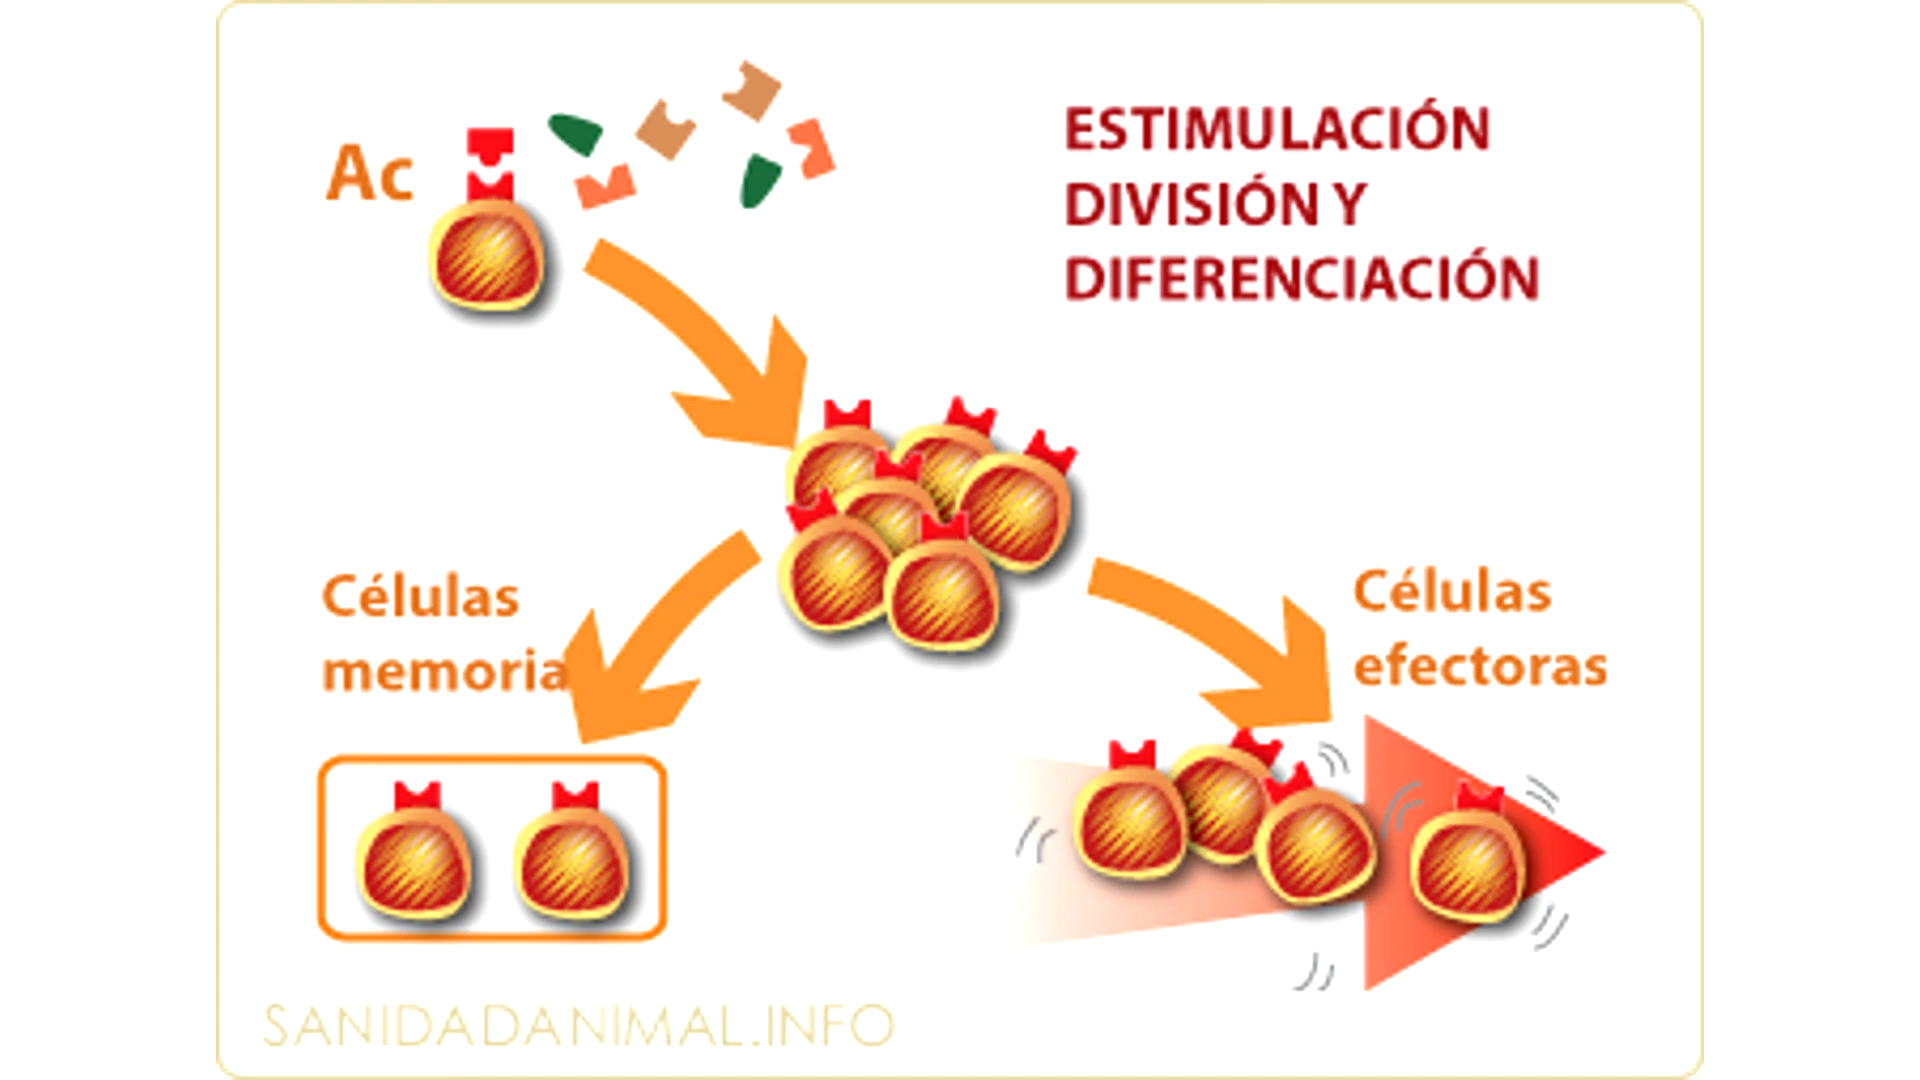 Ac
ESTIMULACIÓN
DIVISIÓN Y
DIFERENCIACIÓN
Células
memoria
Células
efectoras
SANIDADANIMAL.INFO